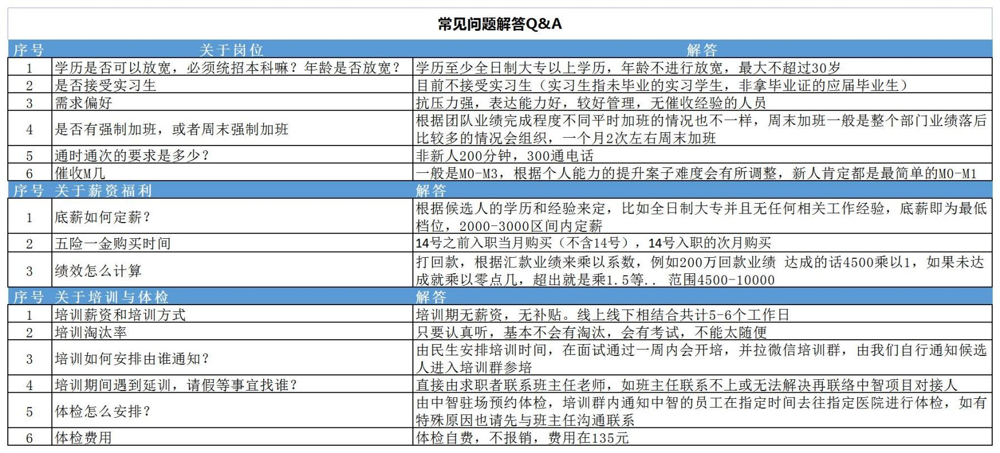 常见问题解答Q&A
序号 关于岗位 解答
1 学历是否可以放宽，必须统招本科嘛？年龄是否放宽？ 学历至少全日制大专以上学历，年龄不进行放宽，最大不超过30岁
2 是否接受实习生 目前不接受实习生（实习生指未毕业的实习学生，非拿毕业证的应届毕业生）
3 需求偏好 抗压力强，表达能力好，较好管理，无催收经验的人员
4 是否有强制加班，或者周末强制加班 根据团队业绩完成程度不同平时加班的情况也不一样，周末加班一般是整个部门业绩落后
比较多的情况会组织，一个月2次左右周末加班
5 通时通次的要求是多少？ 非新人200分钟，300通电话
6 催收M几 一般是M0-M3，根据个人能力的提升案子难度会有所调整，新人肯定都是最简单的M0-M1
序号 关于薪资福利 解答
1 底薪如何定薪？ 根据候选人的学历和经验来定，比如全日制大专并且无任何相关工作经验，底薪即为最低
档位，2000-3000区间内定薪
2 五险一金购买时间 14号之前入职当月购买（不含14号），14号入职的次月购买
3 绩效怎么计算 打回款，根据汇款业绩来乘以系数，例如200万回款业绩 达成的话4500乘以1，如果未达
成就乘以零点几，超出就是乘1.5等.. 范围4500-10000
序号 关于培训与体检 解答
1 培训薪资和培训方式 培训期无薪资，无补贴。线上线下相结合共计5-6个工作日
2 培训淘汰率 只要认真听，基本不会有淘汰，会有考试，不能太随便
3 培训如何安排由谁通知？ 由民生安排培训时间，在面试通过一周内会开培，并拉微信培训群，由我们自行通知候选
人进入培训群参培
4 培训期间遇到延训，请假等事宜找谁？ 直接由求职者联系班主任老师，如班主任联系不上或无法解决再联络中智项目对接人
5 体检怎么安排？ 由中智驻场预约体检，培训群内通知中智的员工在指定时间去往指定医院进行体检，如有
特殊原因也请先与班主任沟通联系
6 体检费用 体检自费，不报销，费用在135元